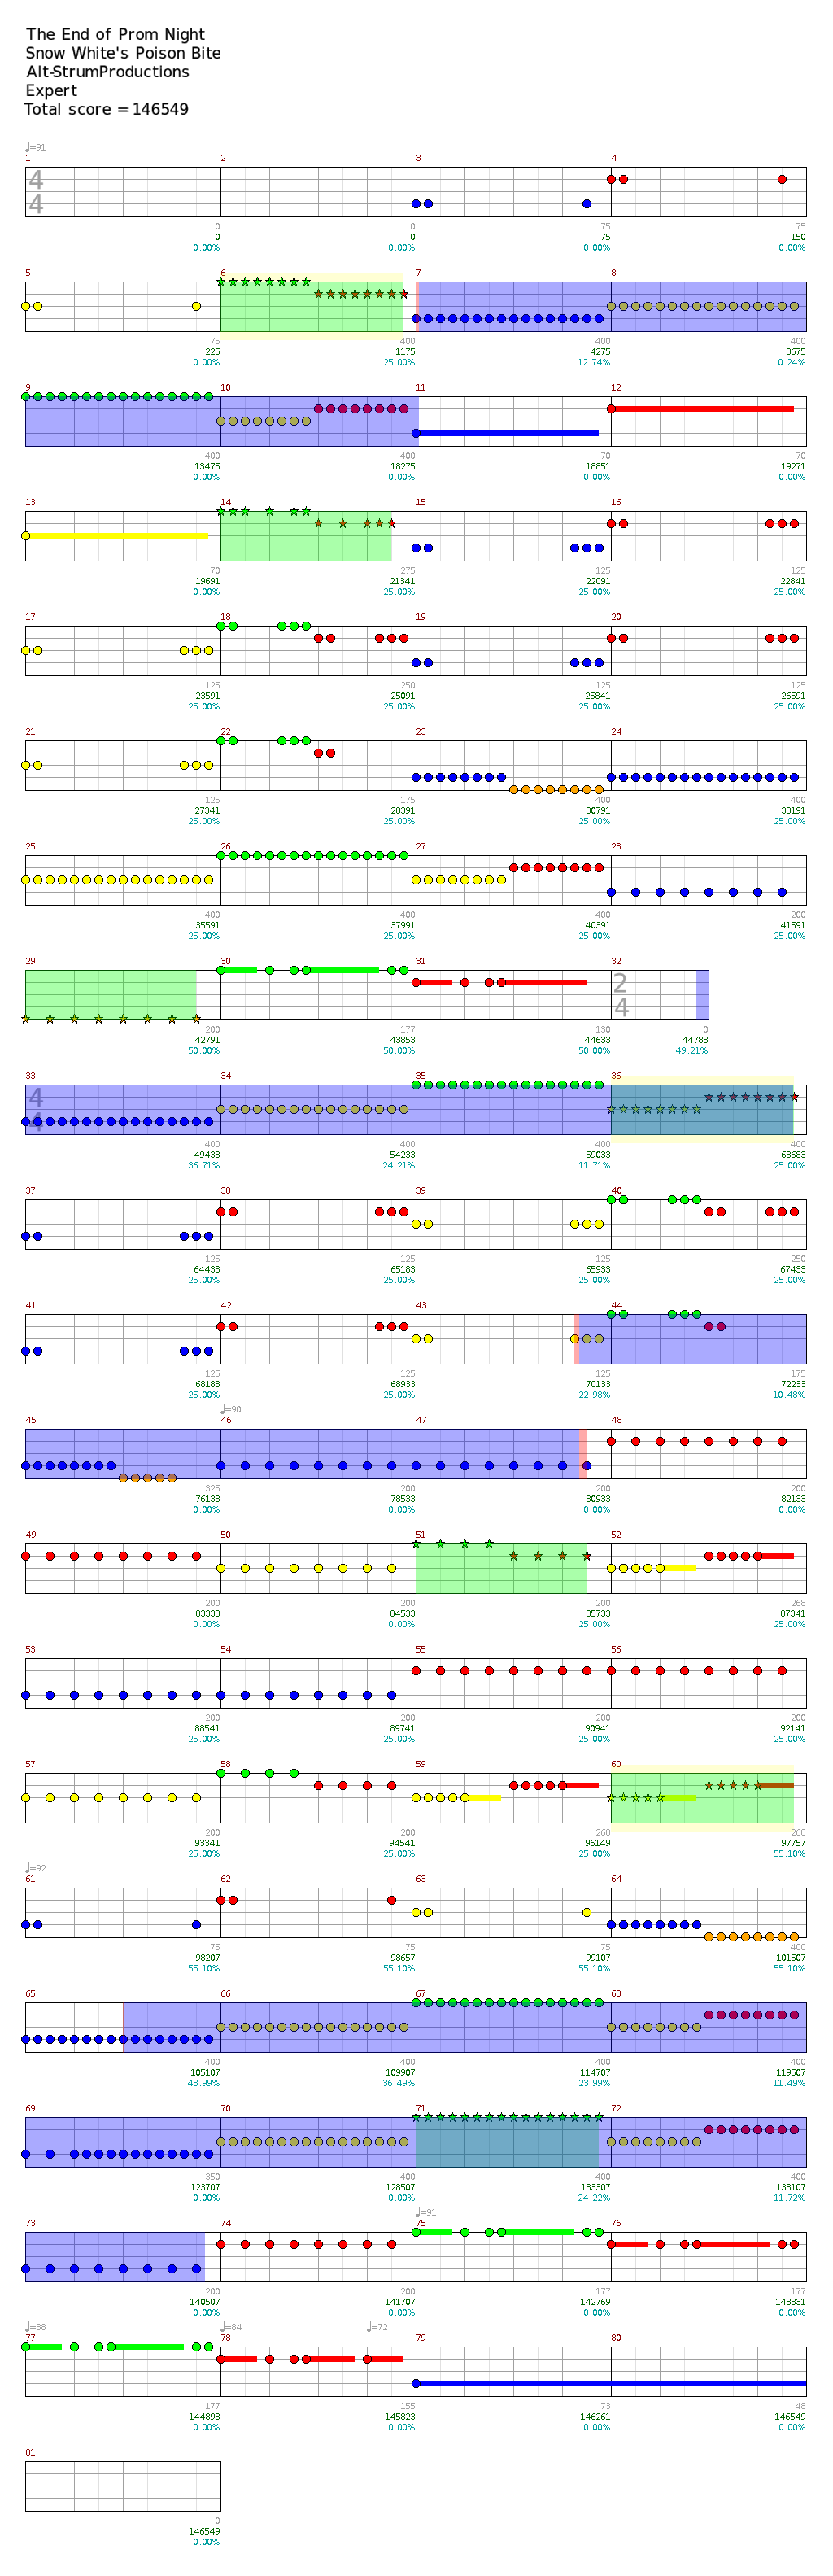 The End of Prom Night
Snow White's Poison Bite
Alt-StrumProductions
Expert
Total score = 146549
♩=91
1 2 3 4
4
4
0 0 75 75
0 0 75 150
0.00% 0.00% 0.00% 0.00%
5 6 7 8
75 400 400 400
225 1175 4275 8675
0.00% 25.00% 12.74% 0.24%
9 10 11 12
400 400 70 70
13475 18275 18851 19271
0.00% 0.00% 0.00% 0.00%
13 14 15 16
70 275 125 125
19691 21341 22091 22841
0.00% 25.00% 25.00% 25.00%
17 18 19 20
125 250 125 125
23591 25091 25841 26591
25.00% 25.00% 25.00% 25.00%
21 22 23 24
125 175 400 400
27341 28391 30791 33191
25.00% 25.00% 25.00% 25.00%
25 26 27 28
400 400 400 200
35591 37991 40391 41591
25.00% 25.00% 25.00% 25.00%
29 30 31 32
2
4
200 177 130 0
42791 43853 44633 44783
50.00% 50.00% 50.00% 49.21%
33 34 35 36
4
4
400 400 400 400
49433 54233 59033 63683
36.71% 24.21% 11.71% 25.00%
37 38 39 40
125 125 125 250
64433 65183 65933 67433
25.00% 25.00% 25.00% 25.00%
41 42 43 44
125 125 125 175
68183 68933 70133 72233
25.00% 25.00% 22.98% 10.48%
♩=90
45 46 47 48
325 200 200 200
76133 78533 80933 82133
0.00% 0.00% 0.00% 0.00%
49 50 51 52
200 200 200 268
83333 84533 85733 87341
0.00% 0.00% 25.00% 25.00%
53 54 55 56
200 200 200 200
88541 89741 90941 92141
25.00% 25.00% 25.00% 25.00%
57 58 59 60
200 200 268 268
93341 94541 96149 97757
25.00% 25.00% 25.00% 55.10%
♩=92
61 62 63 64
75 75 75 400
98207 98657 99107 101507
55.10% 55.10% 55.10% 55.10%
65 66 67 68
400 400 400 400
105107 109907 114707 119507
48.99% 36.49% 23.99% 11.49%
69 70 71 72
350 400 400 400
123707 128507 133307 138107
0.00% 0.00% 24.22% 11.72%
♩=91
73 74 75 76
200 200 177 177
140507 141707 142769 143831
0.00% 0.00% 0.00% 0.00%
♩=88 ♩=84 ♩=72
77 78 79 80
177 155 73 48
144893 145823 146261 146549
0.00% 0.00% 0.00% 0.00%
81
0
146549
0.00%